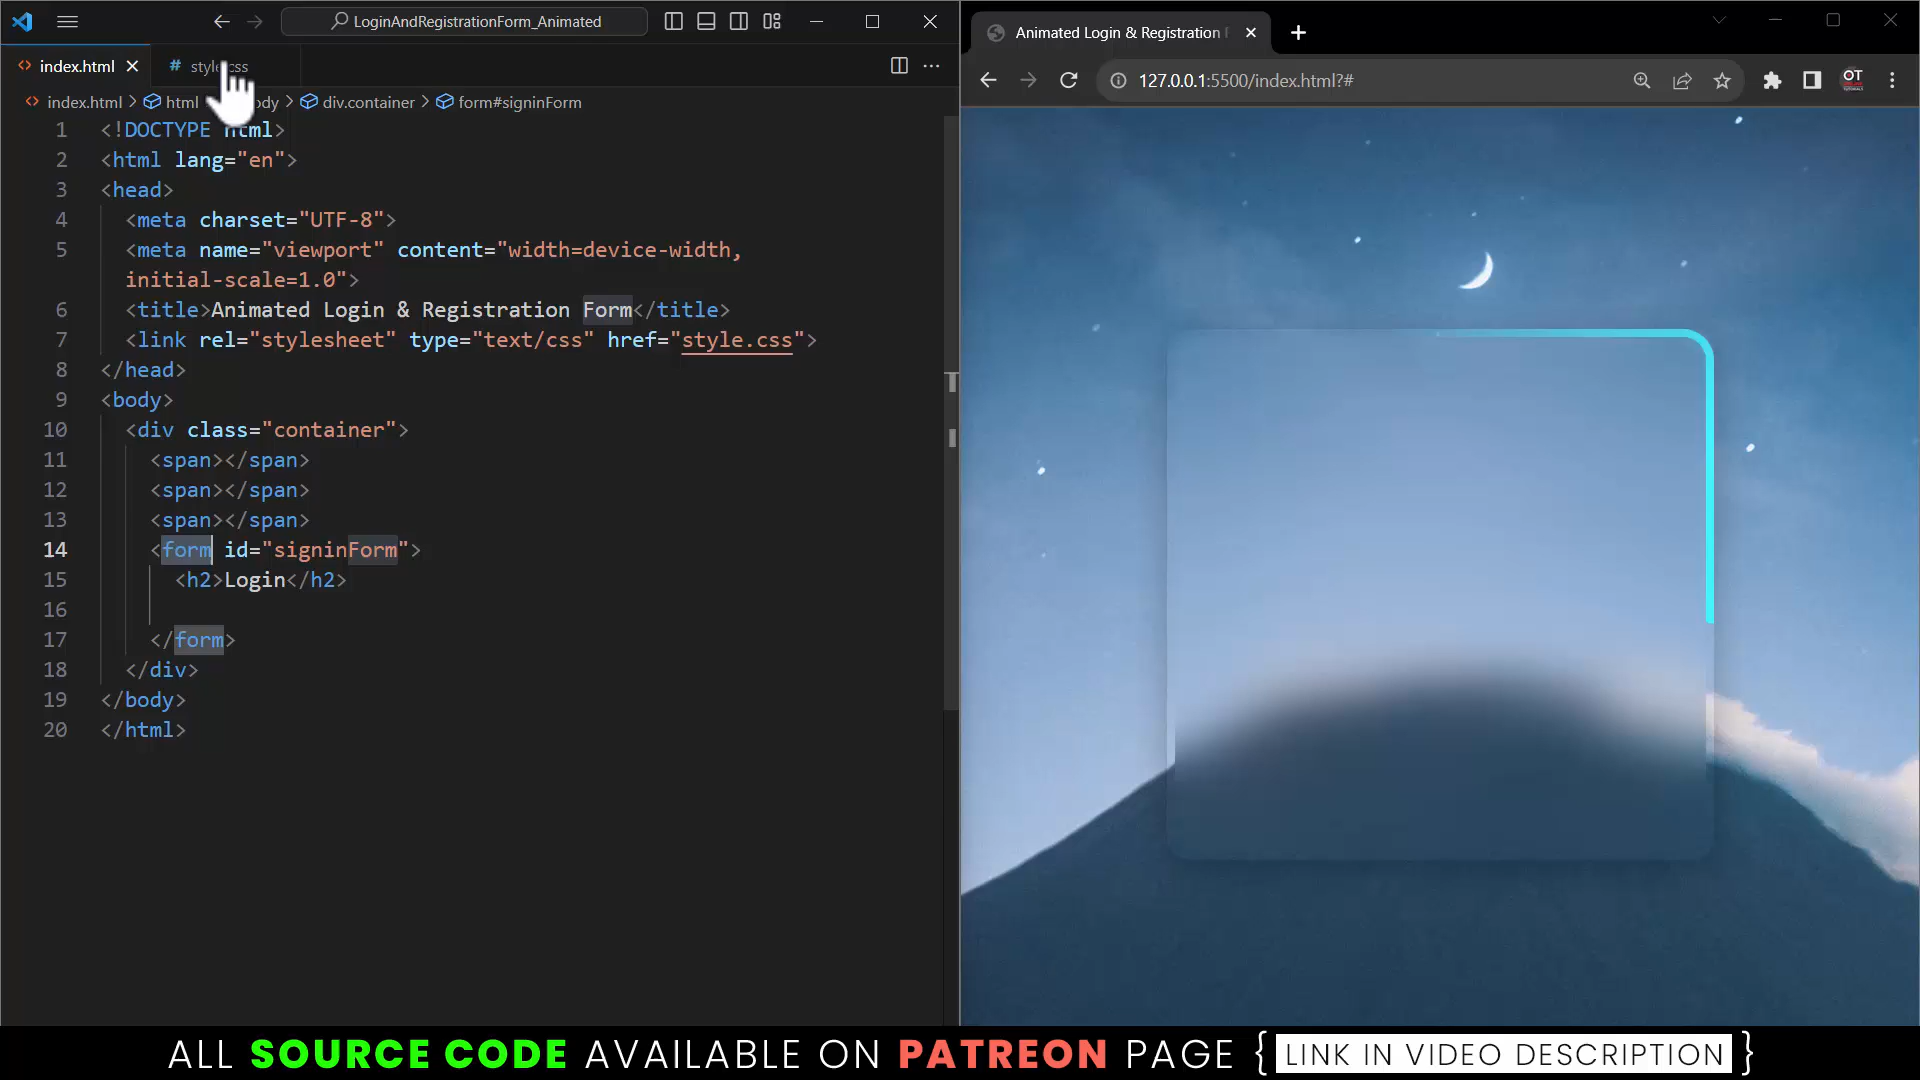 LoginAndRegistrationForm_Animated
index.html
# style.css
index.html > html > body > div.container > form#signinForm
1 <!DOCTYPE html>
2 <html lang="en">
3 <head>
4 <meta charset="UTF-8">
5 <meta name="viewport" content="width=device-width,
initial-scale=1.0">
6 <title>Animated Login & Registration Form</title>
7 <link rel="stylesheet" type="text/css" href="style.css">
8 </head>
9 <body>
10 <div class="container">
11 <span></span>
12 <span></span>
13 <span></span>
14 <form id="signinForm">
15 <h2>Login</h2>
16
17 </form>
18 </div>
19 </body>
20 </html>
Animated Login & Registration
127.0.0.1:5500/index.html?#
OT
ALL SOURCE CODE AVAILABLE ON PATREON PAGE { LINK IN VIDEO DESCRIPTION }